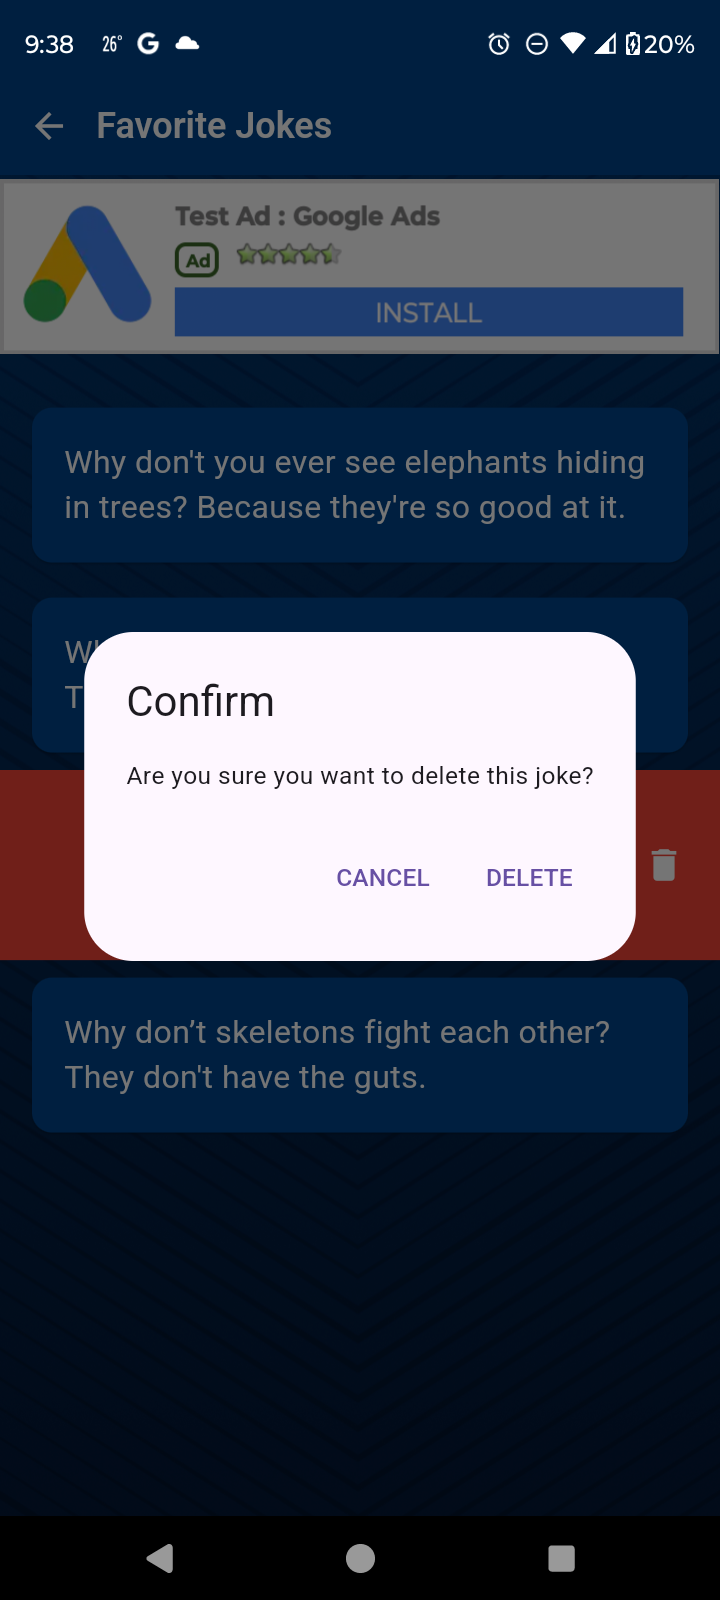 9:38 26° G 20%
Favorite Jokes
Test Ad : Google Ads
Ad
INSTALL
Why don't you ever see elephants hiding
in trees? Because they're so good at it.
Confirm
Are you sure you want to delete this joke?
CANCEL DELETE
Why don’t skeletons fight each other?
They don't have the guts.